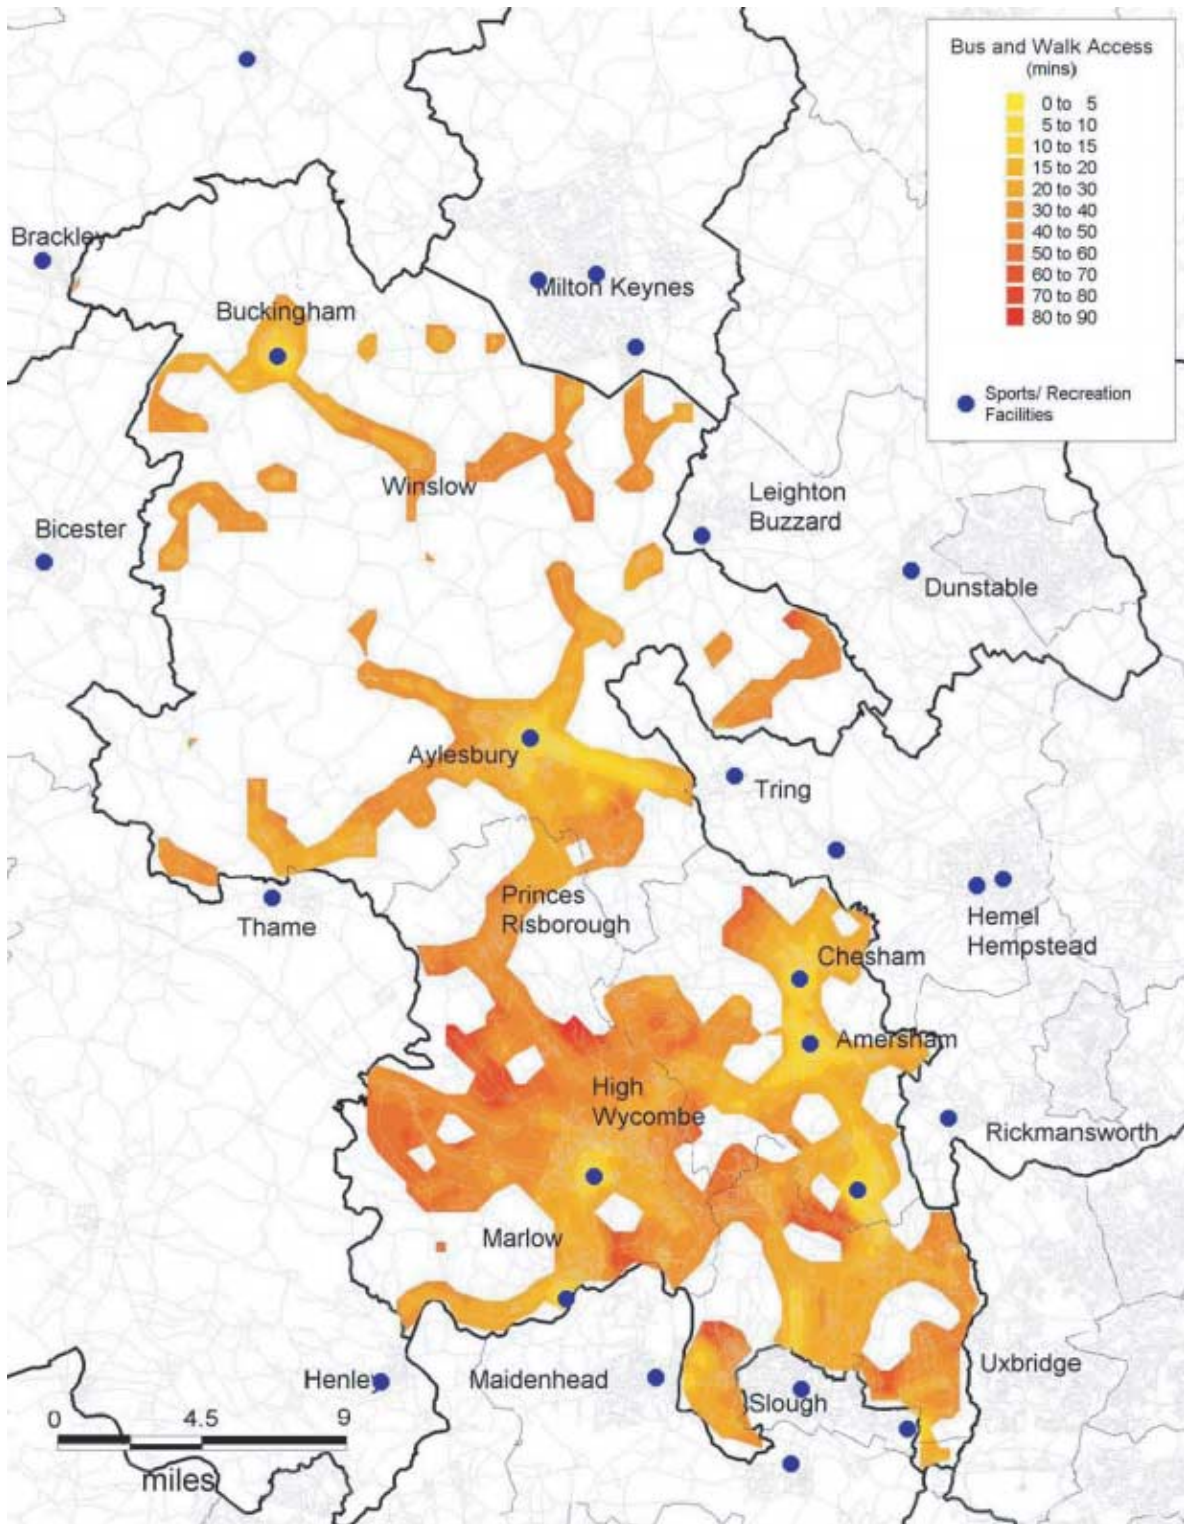 Bus and Walk Access
(mins)
0 to 5
5 to 10
10 to 15
15 to 20
20 to 30
30 to 40
40 to 50
50 to 60
60 to 70
70 to 80
80 to 90
Sports/ Recreation
Facilities
Brackley
Milton Keynes
Buckingham
Winslow
Leighton
Buzzard
Bicester
Dunstable
Aylesbury
Tring
Princes
Risborough
Thame
Hemel
Hempstead
Chesham
Amersham
High
Wycombe
Rickmansworth
Marlow
Uxbridge
Henley
Maidenhead
Slough
0 4.5 9
miles